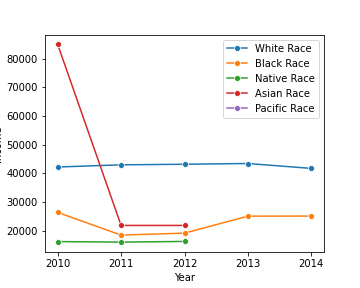 White Race
Black Race
Native Race
Asian Race
Pacific Race
80000
70000
60000
50000
40000
30000
20000
2010
2011
2012
2013
2014
Year